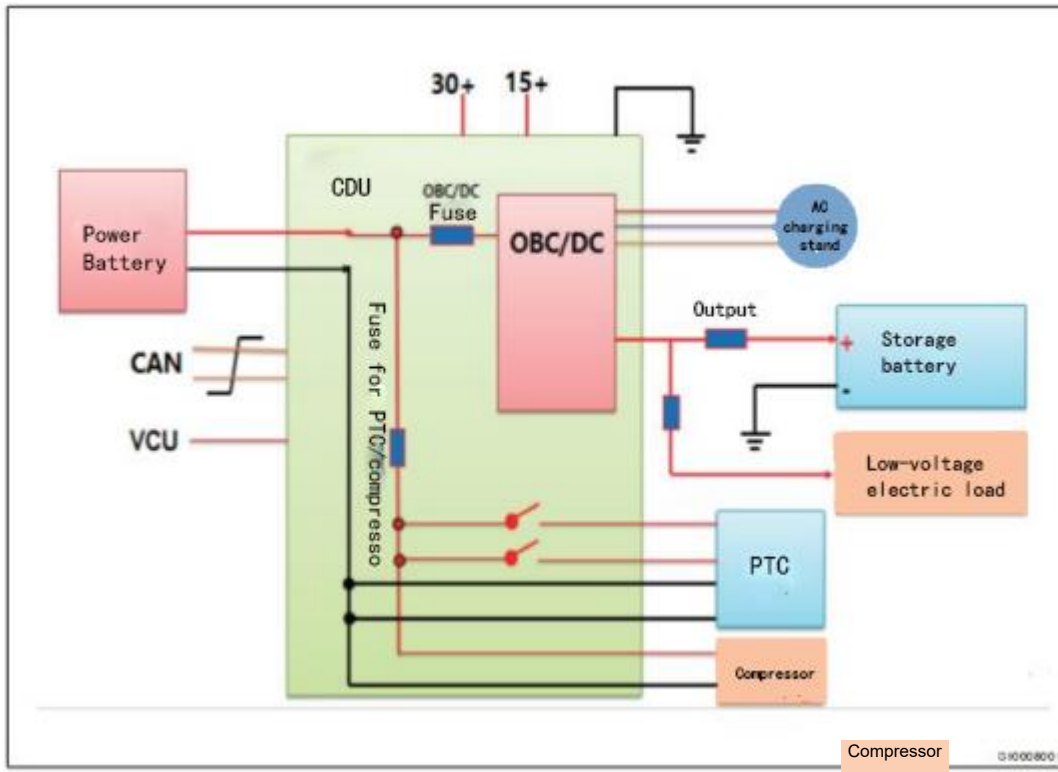 30+ 15+
CDU
OBC/DC
Fuse
OBC/DC
AC
charging
stand
Power
Battery
Output
Storage
battery
+
-
CAN
VCU
Fuse for PTC/compresso
Low-voltage
electric load
PTC
Compressor
Compressor